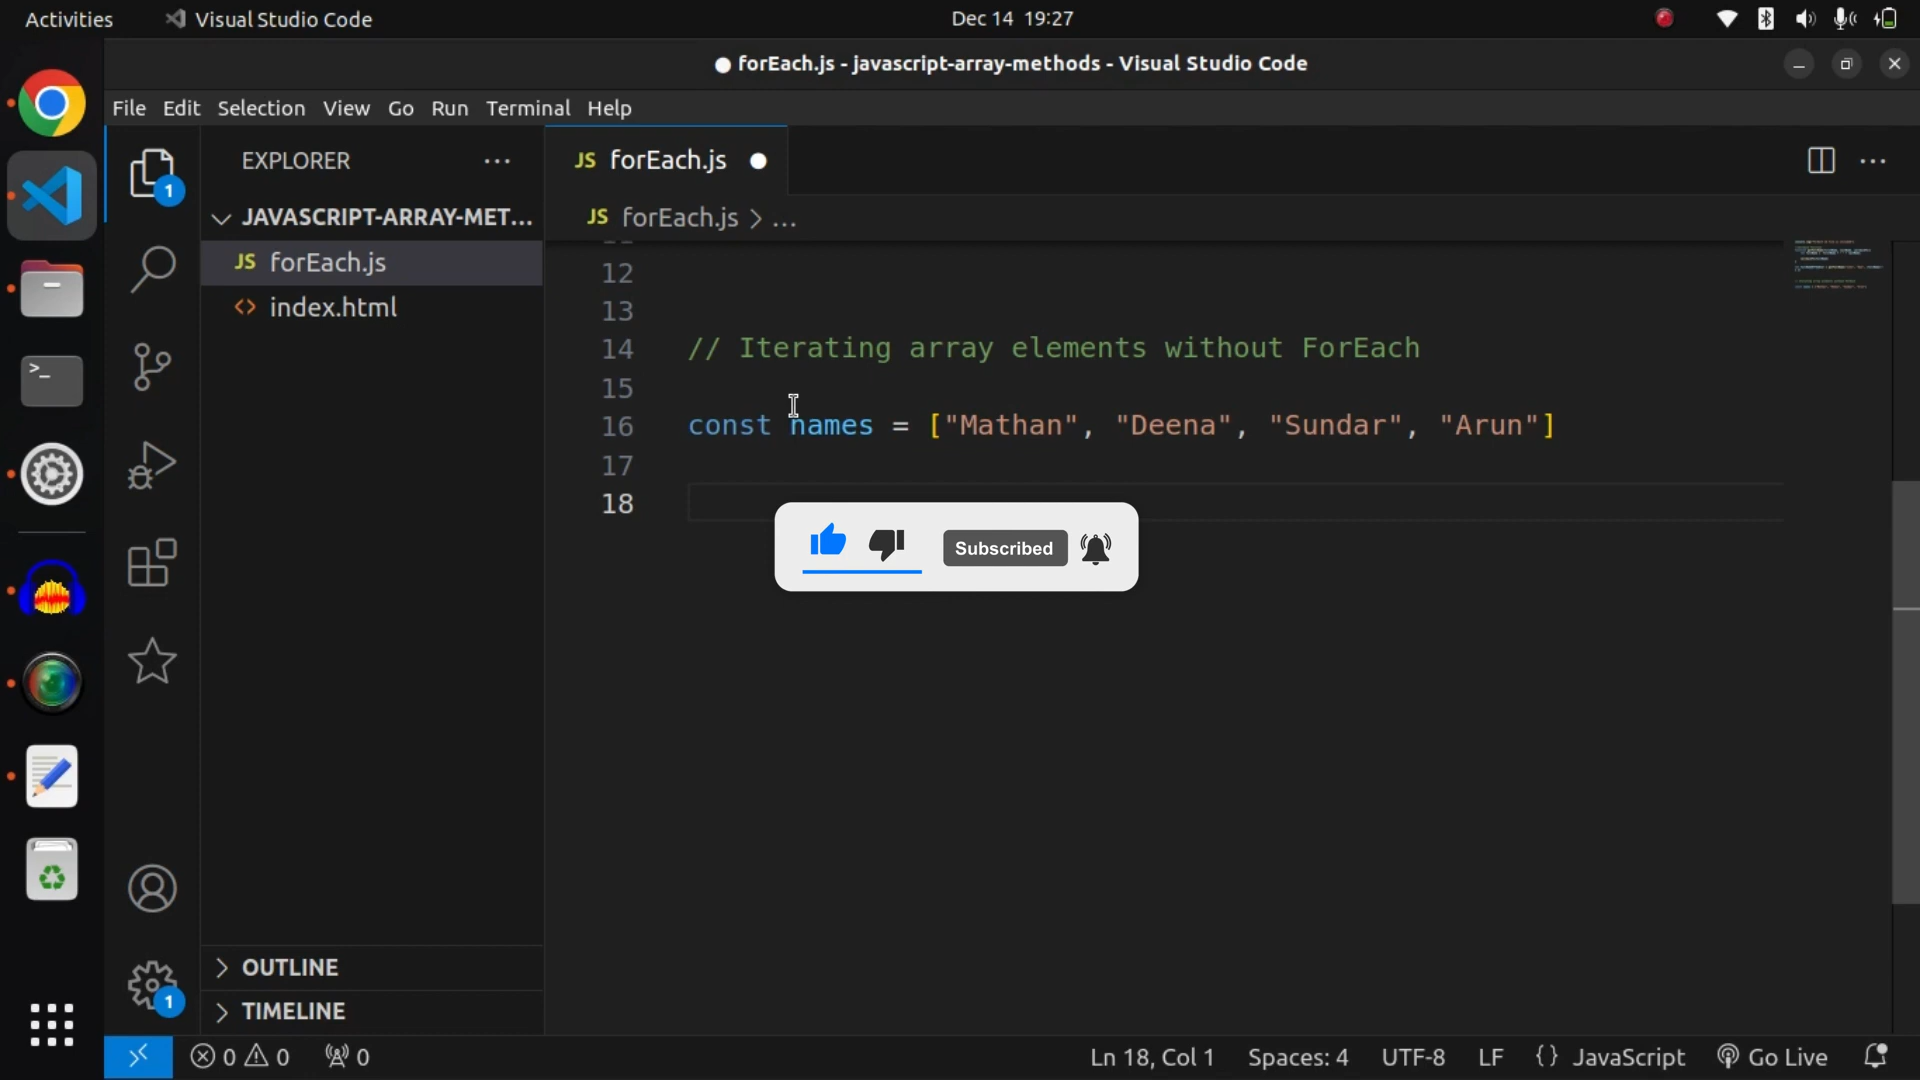 Activities
Visual Studio Code
Dec 14 19:27
● forEach.js - javascript-array-methods - Visual Studio Code
File Edit Selection View Go Run Terminal Help
EXPLORER
JS forEach.js
JAVASCRIPT-ARRAY-MET...
JS forEach.js > ...
JS forEach.js
<> index.html
12
13
14 // Iterating array elements without ForEach
15
16 const names = ["Mathan", "Deena", "Sundar", "Arun"]
17
18
Subscribed
1
1
OUTLINE
TIMELINE
0 0 0
Ln 18, Col 1 Spaces: 4 UTF-8 LF {} JavaScript Go Live